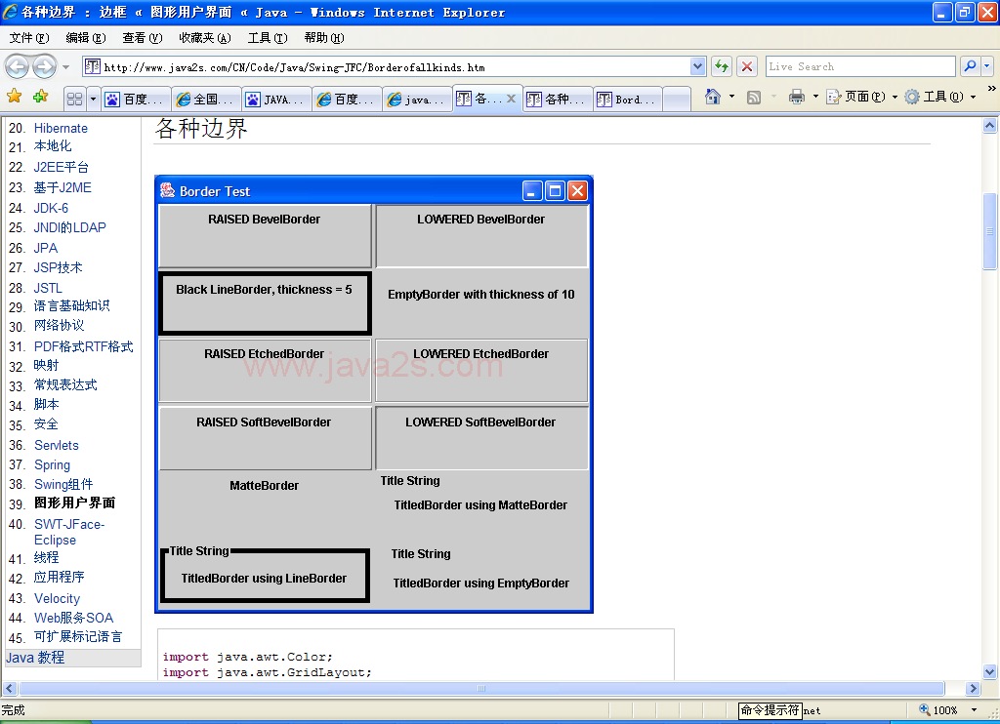 各种边界 : 边框 « 图形用户界面 « Java - Windows Internet Explorer
文件(F) 编辑(E) 查看(V) 收藏夹(A) 工具(T) 帮助(H)
http://www.java2s.com/CN/Code/Java/Swing-JFC/Borderofallkinds.htm
Live Search
百度... 全国... JAVA... 百度... java... 各... 各种... Bord...
页面(P) 工具(O) »
20. Hibernate
21. 本地化
22. J2EE平台
23. 基于J2ME
24. JDK-6
25. JNDI的LDAP
26. JPA
27. JSP技术
28. JSTL
29. 语言基础知识
30. 网络协议
31. PDF格式RTF格式
32. 映射
33. 常规表达式
34. 脚本
35. 安全
36. Servlets
37. Spring
38. Swing组件
39. 图形用户界面
40. SWT-JFace-
Eclipse
41. 线程
42. 应用程序
43. Velocity
44. Web服务SOA
45. 可扩展标记语言
Java 教程
各种边界
Border Test
RAISED BevelBorder
LOWERED BevelBorder
Black LineBorder, thickness = 5
EmptyBorder with thickness of 10
RAISED EtchedBorder
LOWERED EtchedBorder
www.java2s.com
RAISED SoftBevelBorder
LOWERED SoftBevelBorder
MatteBorder
Title String
TitledBorder using MatteBorder
Title String
TitledBorder using LineBorder
Title String
TitledBorder using EmptyBorder
import java.awt.Color;
import java.awt.GridLayout;
完成
命令提示符
net
100%